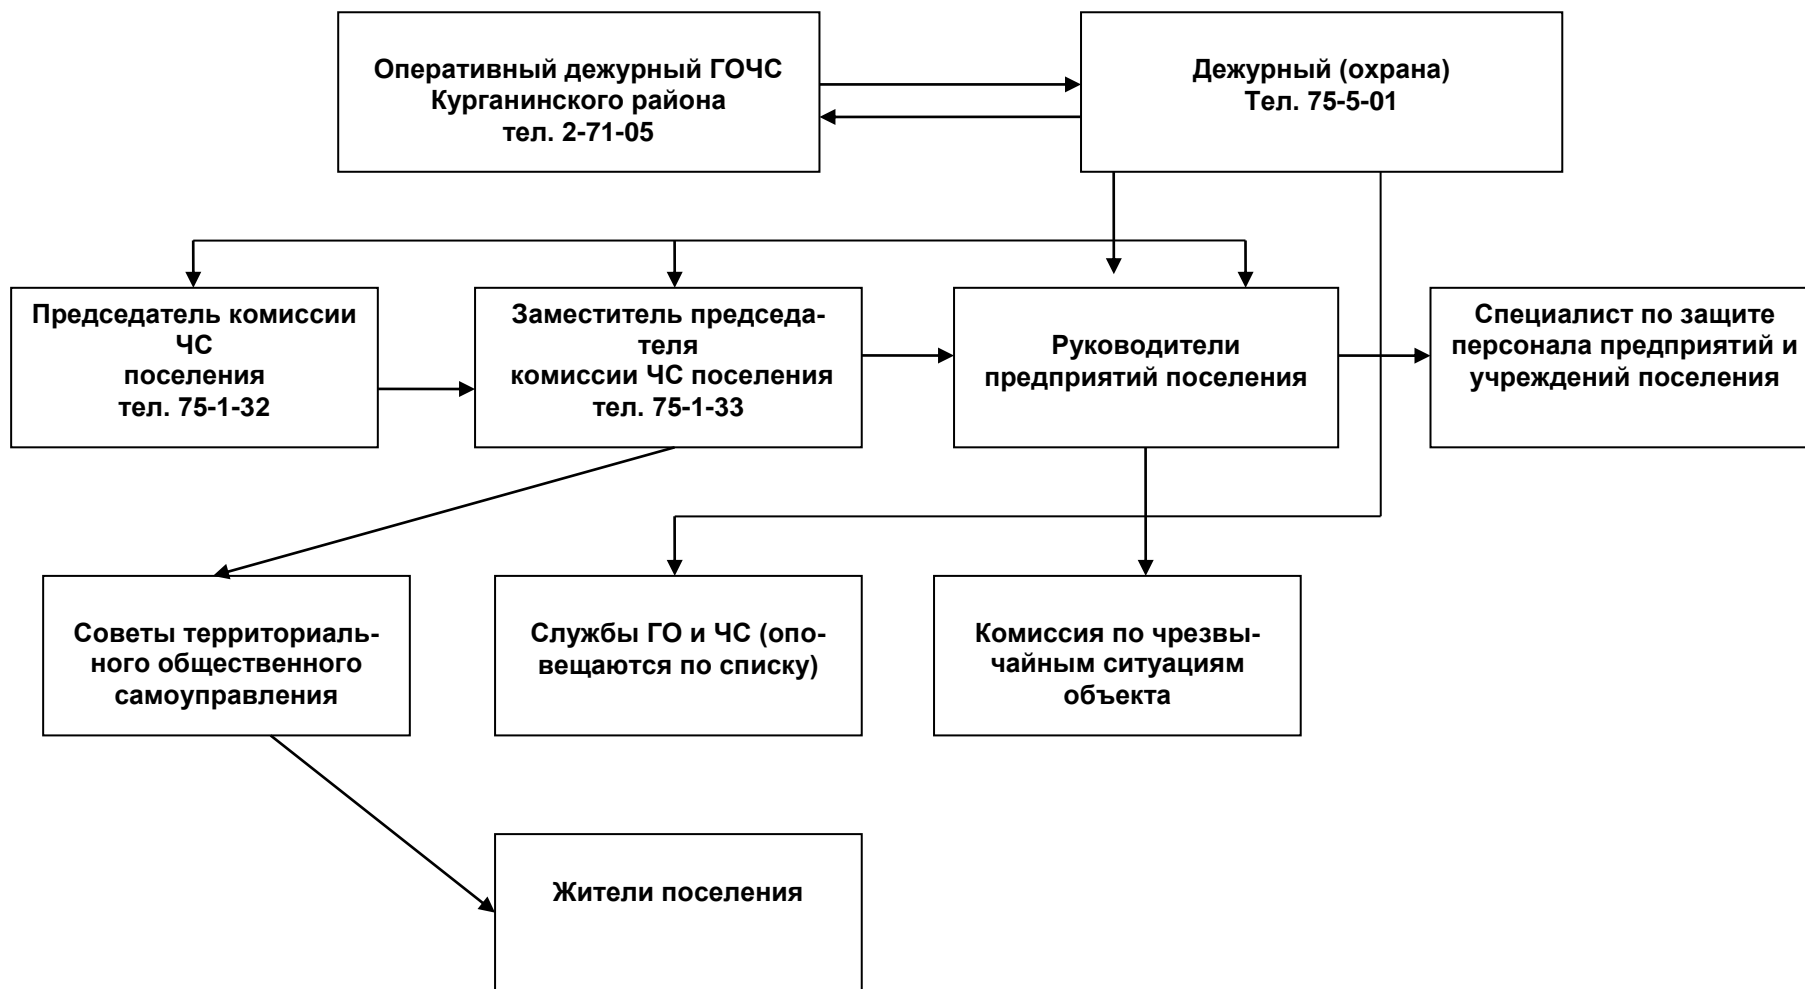 Оперативный дежурный ГОЧС
Курганинского района
тел. 2-71-05
Дежурный (охрана)
Тел. 75-5-01
Председатель комиссии
ЧС
поселения
тел. 75-1-32
Заместитель председа-
теля
комиссии ЧС поселения
тел. 75-1-33
Руководители
предприятий поселения
Специалист по защите
персонала предприятий и
учреждений поселения
Советы территориаль-
ного общественного
самоуправления
Службы ГО и ЧС (опо-
вещаются по списку)
Комиссия по чрезвы-
чайным ситуациям
объекта
Жители поселения